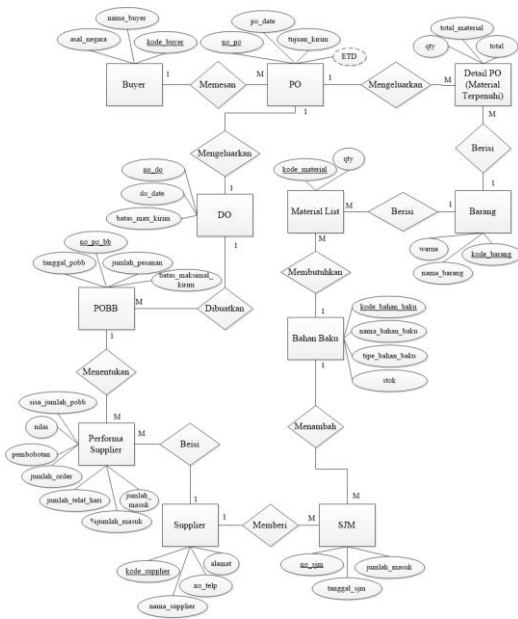 nama_buyer
asal_negara
kode_buyer
po_date
no_po
tujuan_kirim
ETD
total_material
qty
total
Buyer
1
Memesan
M
PO
1
Mengeluarkan
M
Detail PO
(Material
Terpenuhi)
1
M
Mengeluarkan
1
Berisi
1
no_do
do_date
batas_max_kirim
DO
1
kode_material
qty
Material List
M
Berisi
1
Barang
M
warna
nama_barang
kode_barang
no_po_bb
tanggal_pobb
jumlah_pesanan
batas_maksimal_
kirim
POBB
M
Dibuatkan
1
Membutuhkan
1
Bahan Baku
1
kode_bahan_baku
nama_bahan_baku
tipe_bahan_baku
stok
Menentukan
M
sisa_jumlah_pobb
nilai
pembobotan
jumlah_order
jumlah_telat_hari
%jumlah_masuk
jumlah_
masuk
Performa
Supplier
M
Beisi
1
Menambah
M
Supplier
1
Memberi
M
SJM
kode_supplier
alamat
no_telp
nama_supplier
no_sjm
jumlah_masuk
tanggal_sjm